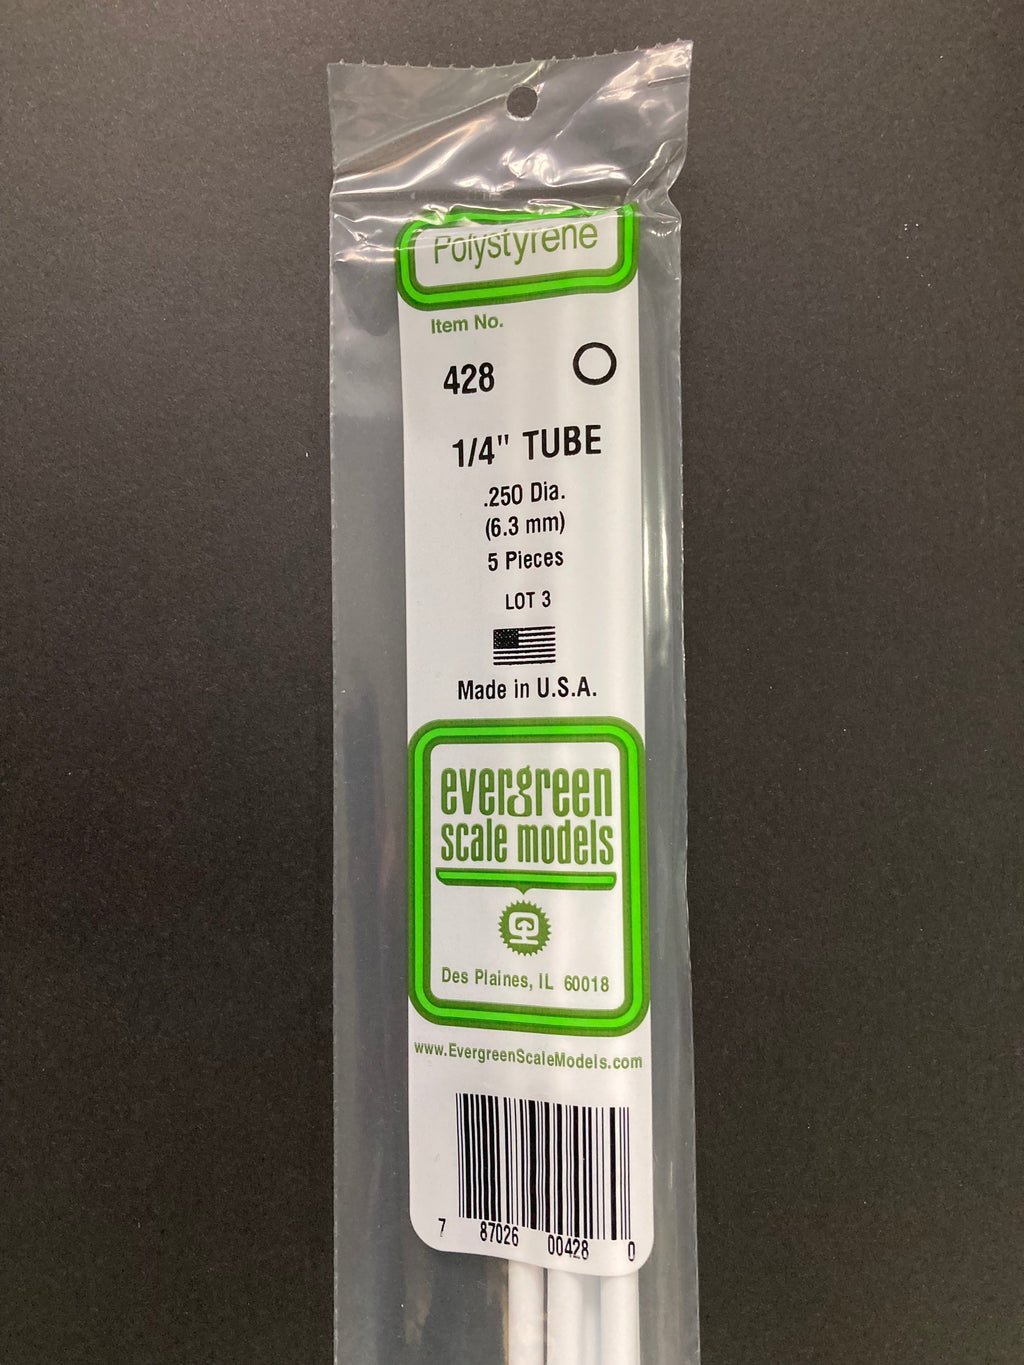 Polystyrene
Item No.
428
1/4" TUBE
.250 Dia.
(6.3 mm)
5 Pieces
LOT 3
Made in U.S.A.
evergreen
scale models
Des Plaines, IL 60018
www.EvergreenScaleModels.com
7 87026 00428 0